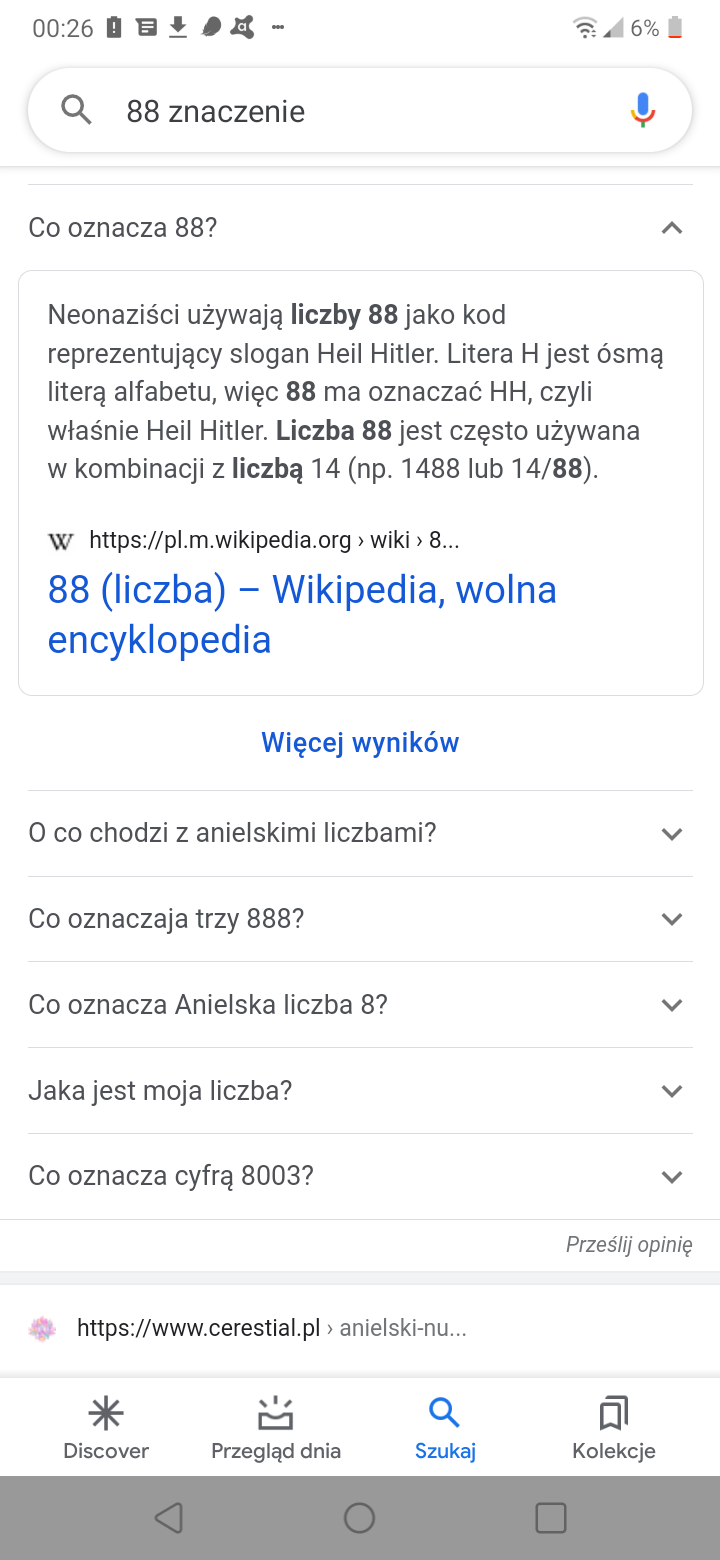 00:26
6%
88 znaczenie
Co oznacza 88?
Neonaziści używają liczby 88 jako kod
reprezentujący slogan Heil Hitler. Litera H jest ósmą
literą alfabetu, więc 88 ma oznaczać HH, czyli
właśnie Heil Hitler. Liczba 88 jest często używana
w kombinacji z liczbą 14 (np. 1488 lub 14/88).
W https://pl.m.wikipedia.org › wiki › 8...
88 (liczba) – Wikipedia, wolna
encyklopedia
Więcej wyników
O co chodzi z anielskimi liczbami?
Co oznaczaja trzy 888?
Co oznacza Anielska liczba 8?
Jaka jest moja liczba?
Co oznacza cyfrą 8003?
Prześlij opinię
https://www.cerestial.pl › anielski-nu...
Discover
Przegląd dnia
Szukaj
Kolekcje